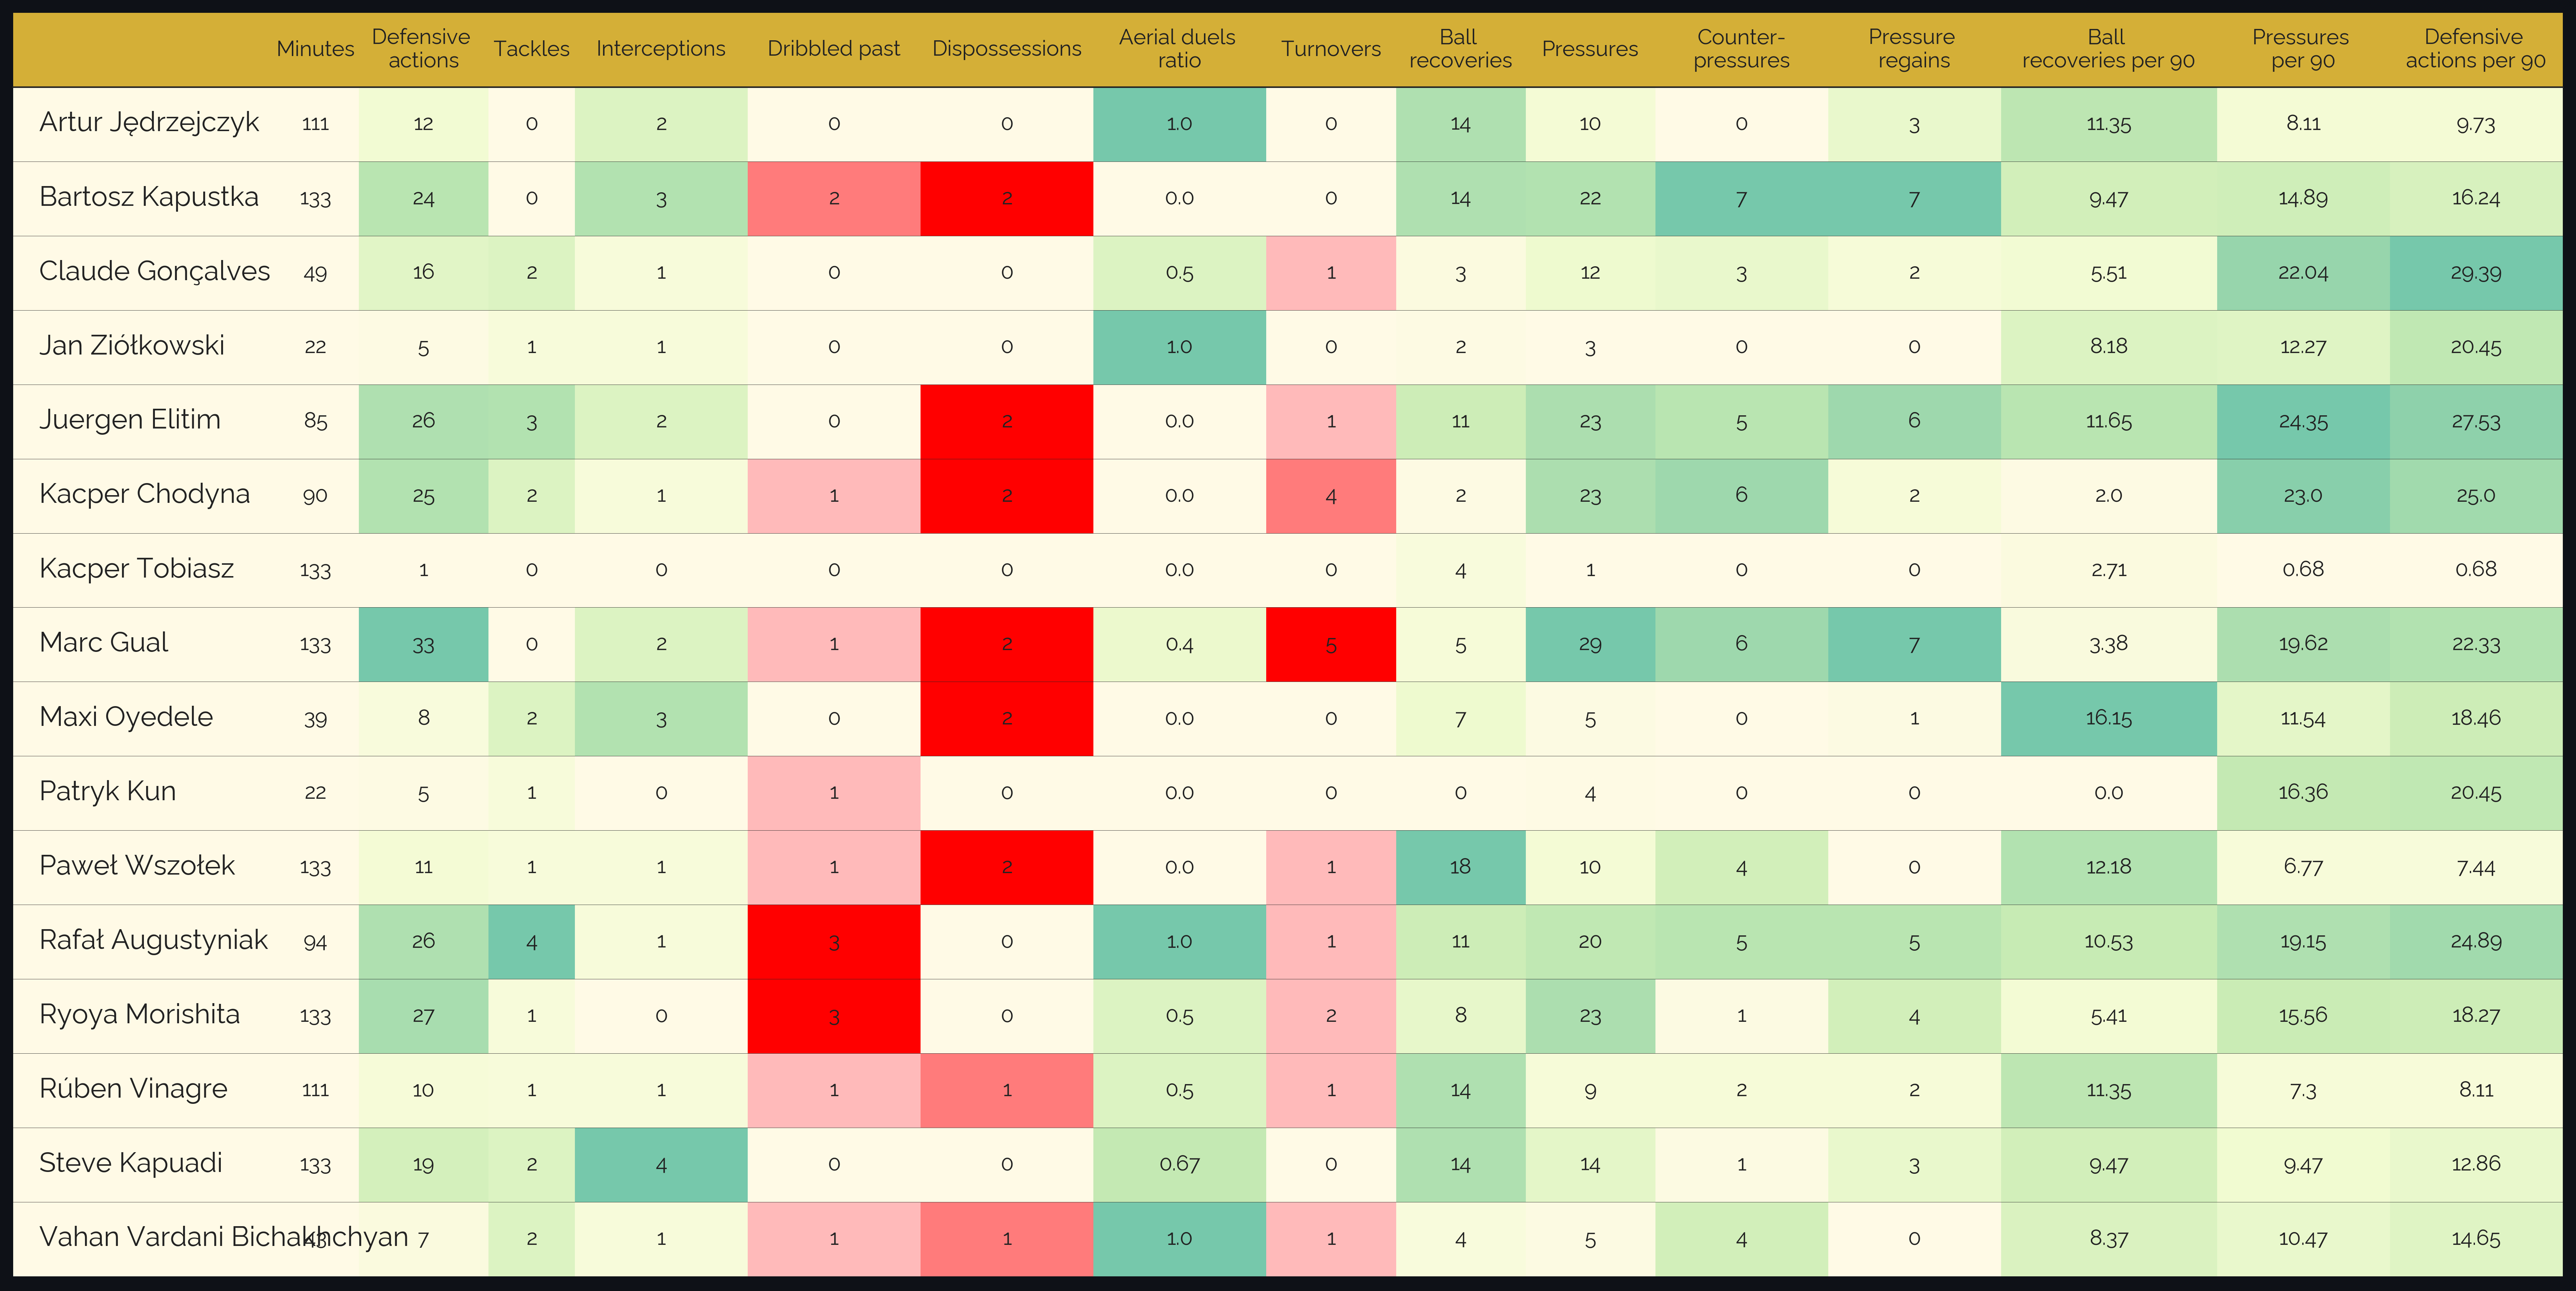 Minutes Defensive actions Tackles Interceptions Dribbled past Dispossessions Aerial duels ratio Turnovers Ball recoveries Pressures Counter-pressures Pressure regains Ball recoveries per 90 Pressures per 90 Defensive actions per 90
Artur Jędrzejczyk 111 12 0 2 0 0 1.0 0 14 10 0 3 11.35 8.11 9.73
Bartosz Kapustka 133 24 0 3 2 2 0.0 0 14 22 7 7 9.47 14.89 16.24
Claude Gonçalves 49 16 2 1 0 0 0.5 1 3 12 3 2 5.51 22.04 29.39
Jan Ziółkowski 22 5 1 1 0 0 1.0 0 2 3 0 0 8.18 12.27 20.45
Juergen Elitim 85 26 3 2 0 2 0.0 1 11 23 5 6 11.65 24.35 27.53
Kacper Chodyna 90 25 2 1 1 2 0.0 4 2 23 6 2 2.0 23.0 25.0
Kacper Tobiasz 133 1 0 0 0 0 0.0 0 4 1 0 0 2.71 0.68 0.68
Marc Gual 133 33 0 2 1 2 0.4 5 5 29 6 7 3.38 19.62 22.33
Maxi Oyedele 39 8 2 3 0 2 0.0 0 7 5 0 1 16.15 11.54 18.46
Patryk Kun 22 5 1 0 1 0 0.0 0 0 4 0 0 0.0 16.36 20.45
Paweł Wszołek 133 11 1 1 1 2 0.0 1 18 10 4 0 12.18 6.77 7.44
Rafał Augustyniak 94 26 4 1 3 0 1.0 1 11 20 5 5 10.53 19.15 24.89
Ryoya Morishita 133 27 1 0 3 0 0.5 2 8 23 1 4 5.41 15.56 18.27
Rúben Vinagre 111 10 1 1 1 1 0.5 1 14 9 2 2 11.35 7.3 8.11
Steve Kapuadi 133 19 2 4 0 0 0.67 0 14 14 1 3 9.47 9.47 12.86
Vahan Vardani Bichakhchyan 43 7 2 1 1 1 1.0 1 4 5 4 0 8.37 10.47 14.65